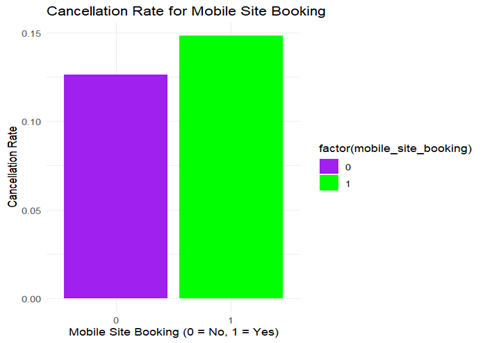 Cancellation Rate for Mobile Site Booking
0.15
0.10
0.05
0.00
Cancellation Rate
0
1
Mobile Site Booking (0 = No, 1 = Yes)
factor(mobile_site_booking)
0
1